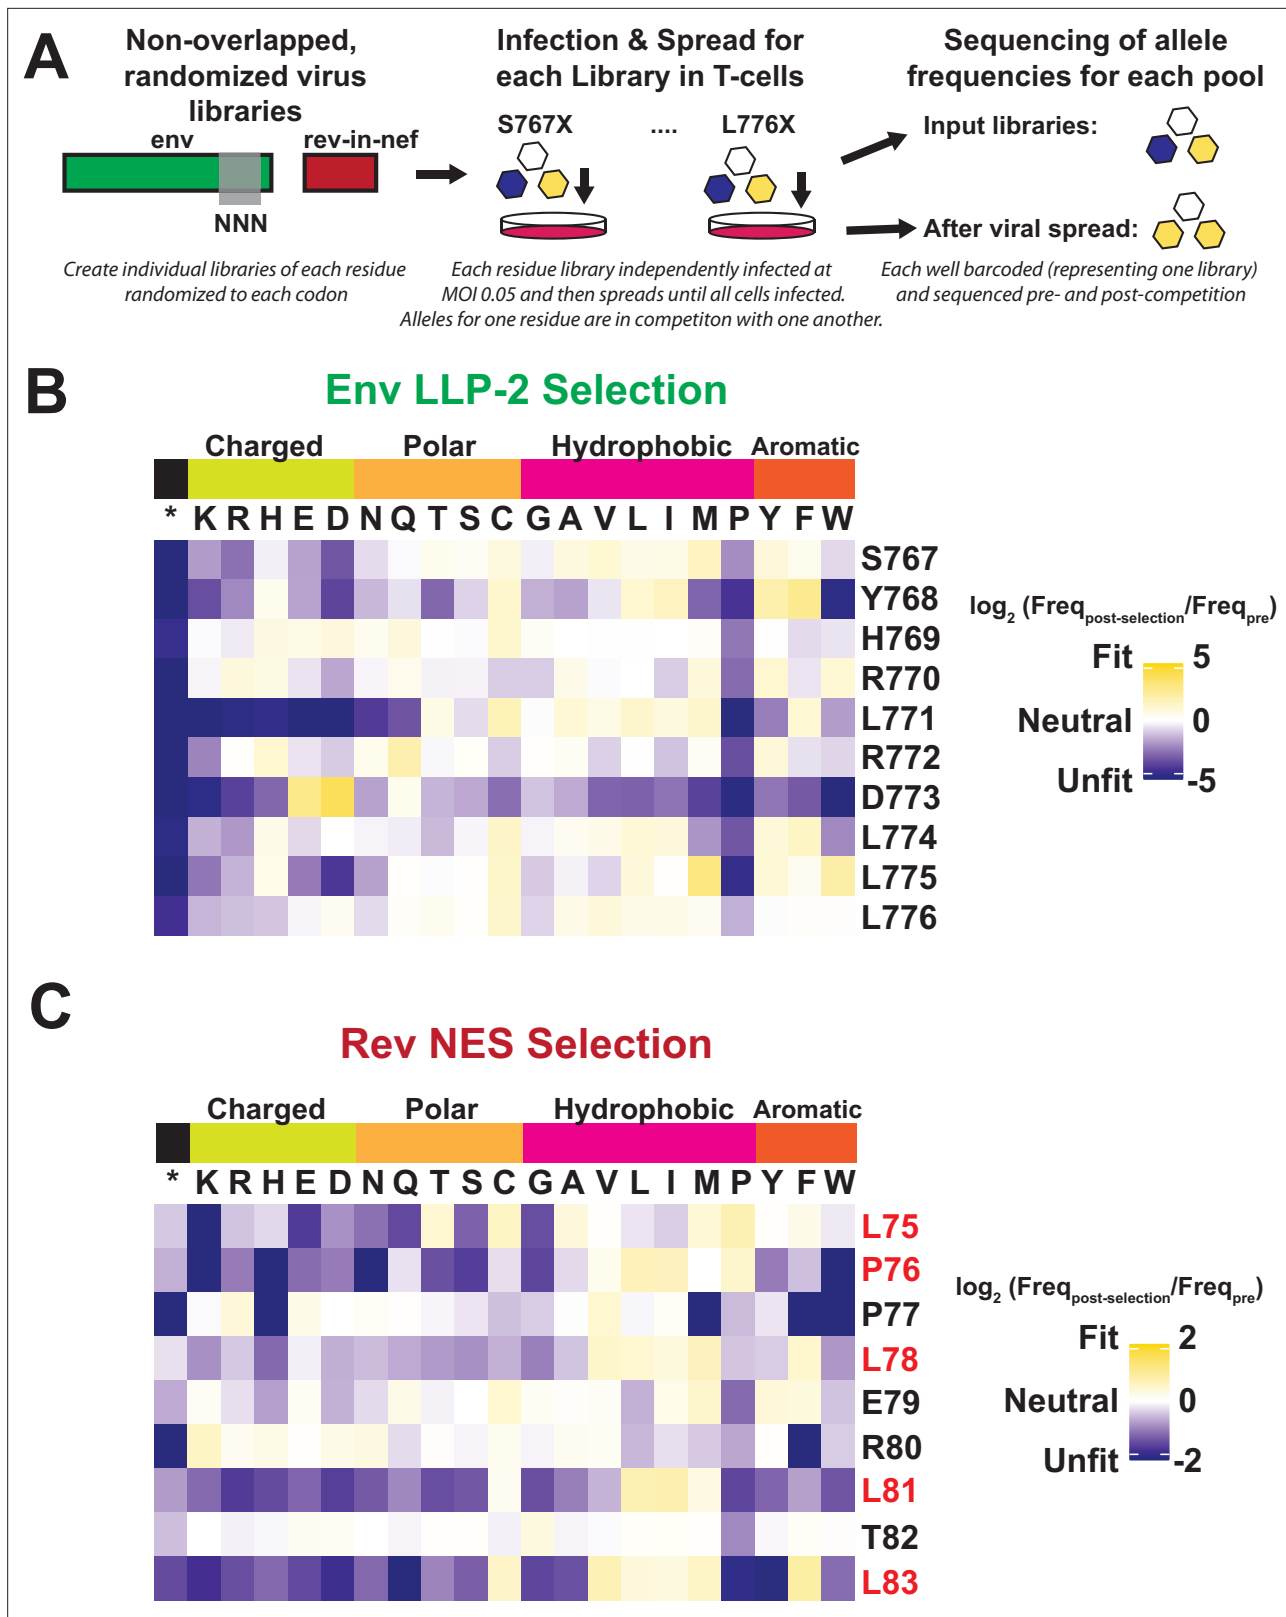 A
Non-overlapped,
randomized virus
libraries
env
rev-in-nef
NNN
Create individual libraries of each residue
randomized to each codon
Infection & Spread for
each Library in T-cells
S767X .... L776X
Each residue library independently infected at
MOI 0.05 and then spreads until all cells infected.
Alleles for one residue are in competiton with one another.
Sequencing of allele
frequencies for each pool
Input libraries:
After viral spread:
Each well barcoded (representing one library)
and sequenced pre- and post-competition
B
Env LLP-2 Selection
Charged Polar Hydrophobic Aromatic
* K R H E D N Q T S C G A V L I M P Y F W
S767
Y768
H769
R770
L771
R772
D773
L774
L775
L776
log2 (Freqpost-selection/Freqpre)
Fit 5
Neutral 0
Unfit -5
C
Rev NES Selection
Charged Polar Hydrophobic Aromatic
* K R H E D N Q T S C G A V L I M P Y F W
L75
P76
P77
L78
E79
R80
L81
T82
L83
log2 (Freqpost-selection/Freqpre)
Fit 2
Neutral 0
Unfit -2